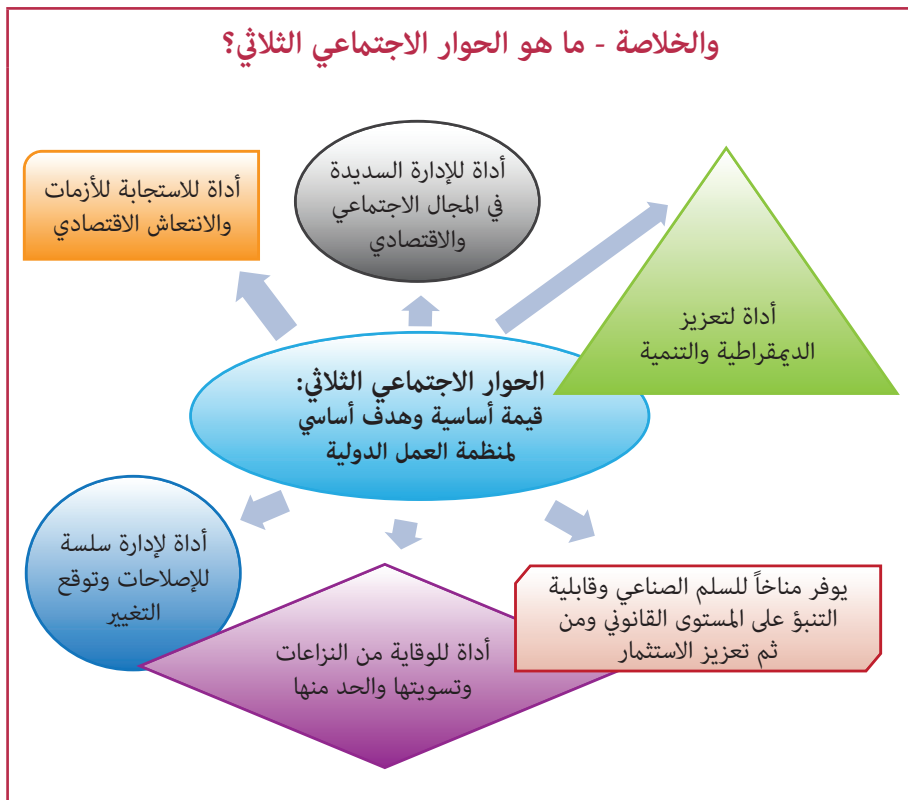 والخلاصة - ما هو الحوار الاجتماعي الثلاثي؟
أداة للإدارة السديدة
في المجال الاجتماعي
والاقتصادي
أداة للاستجابة للأزمات
والانتعاش الاقتصادي
أداة لتعزيز
الديمقراطية والتنمية
الحوار الاجتماعي الثلاثي:
قيمة أساسية وهدف أساسي
لمنظمة العمل الدولية
أداة لإدارة سلسة
للإصلاحات وتوقع
التغيير
يوفر مناخاً للسلم الصناعي وقابلية
التنبؤ على المستوى القانوني ومن
ثم تعزيز الاستثمار
أداة للوقاية من النزاعات
وتسويتها والحد منها